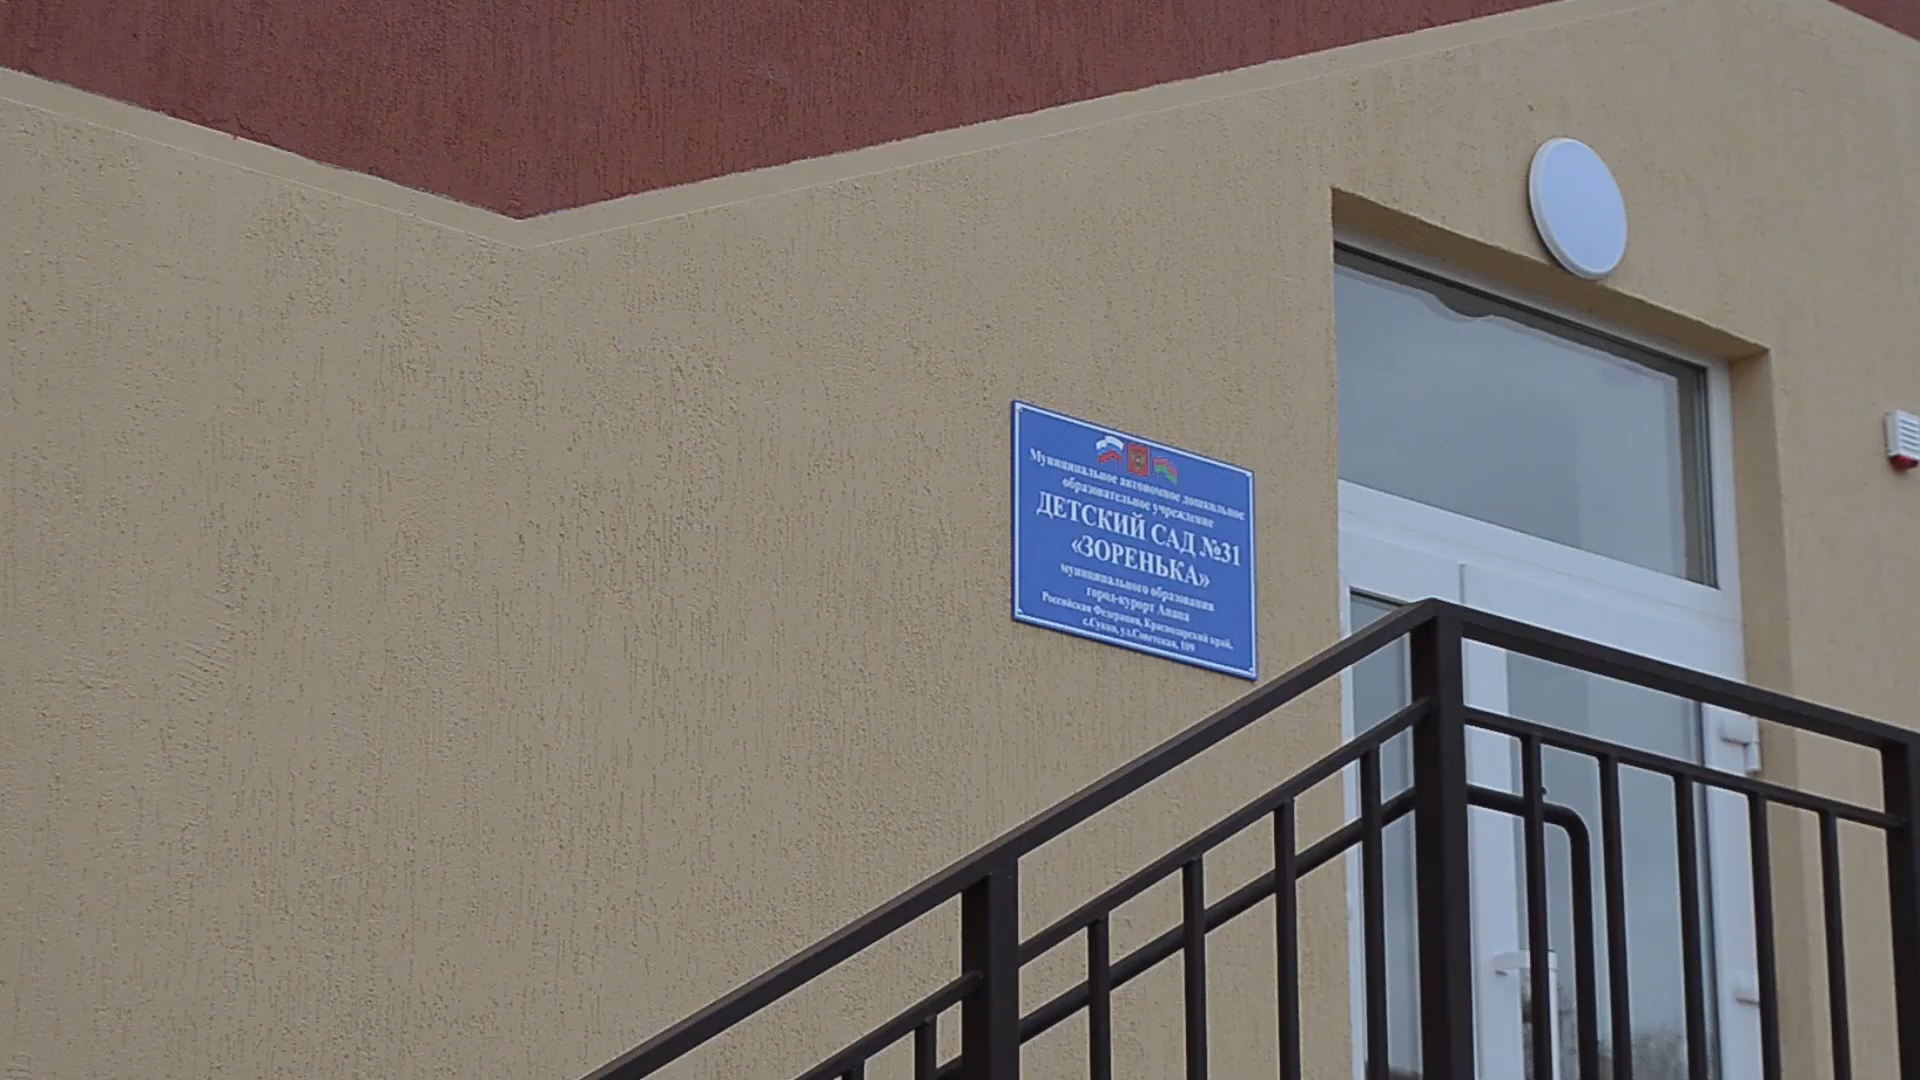 Муниципальное автономное дошкольное
образовательное учреждение
ДЕТСКИЙ САД №31
«ЗОРЕНЬКА»
муниципального образования
город-курорт Анапа
Российская Федерация, Краснодарский край,
с.Сукко, ул.Советская, 109